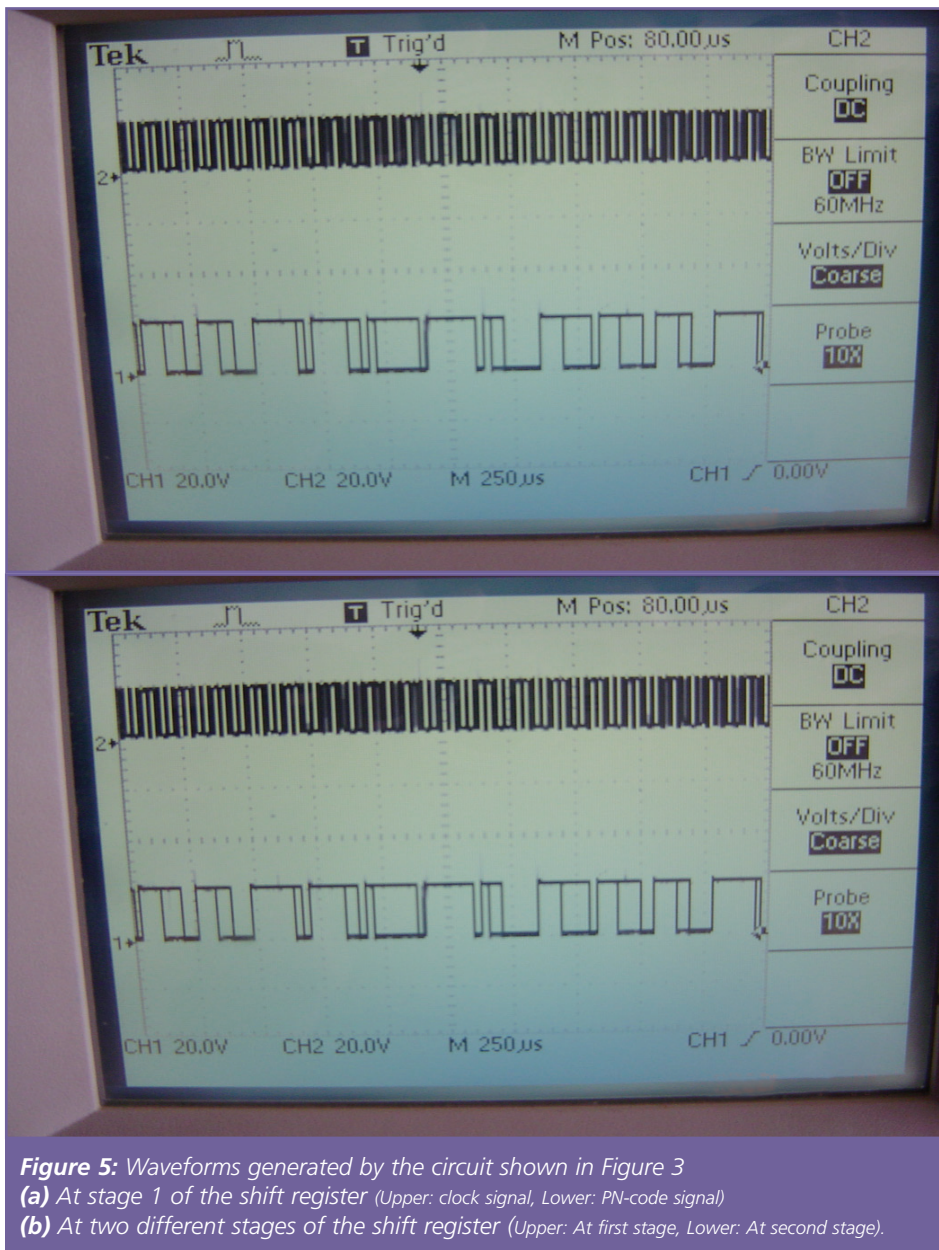 Tek T Trig'd M Pos: 80.00µs CH2
Coupling
DC
BW Limit
OFF
60MHz
Volts/Div
Coarse
Probe
10X
2
1
CH1 20.0V CH2 20.0V M 250µs CH1 0.00V
Tek T Trig'd M Pos: 80.00µs CH2
Coupling
DC
BW Limit
OFF
60MHz
Volts/Div
Coarse
Probe
10X
2
1
CH1 20.0V CH2 20.0V M 250µs CH1 0.00V
Figure 5: Waveforms generated by the circuit shown in Figure 3
(a) At stage 1 of the shift register (Upper: clock signal, Lower: PN-code signal)
(b) At two different stages of the shift register (Upper: At first stage, Lower: At second stage).